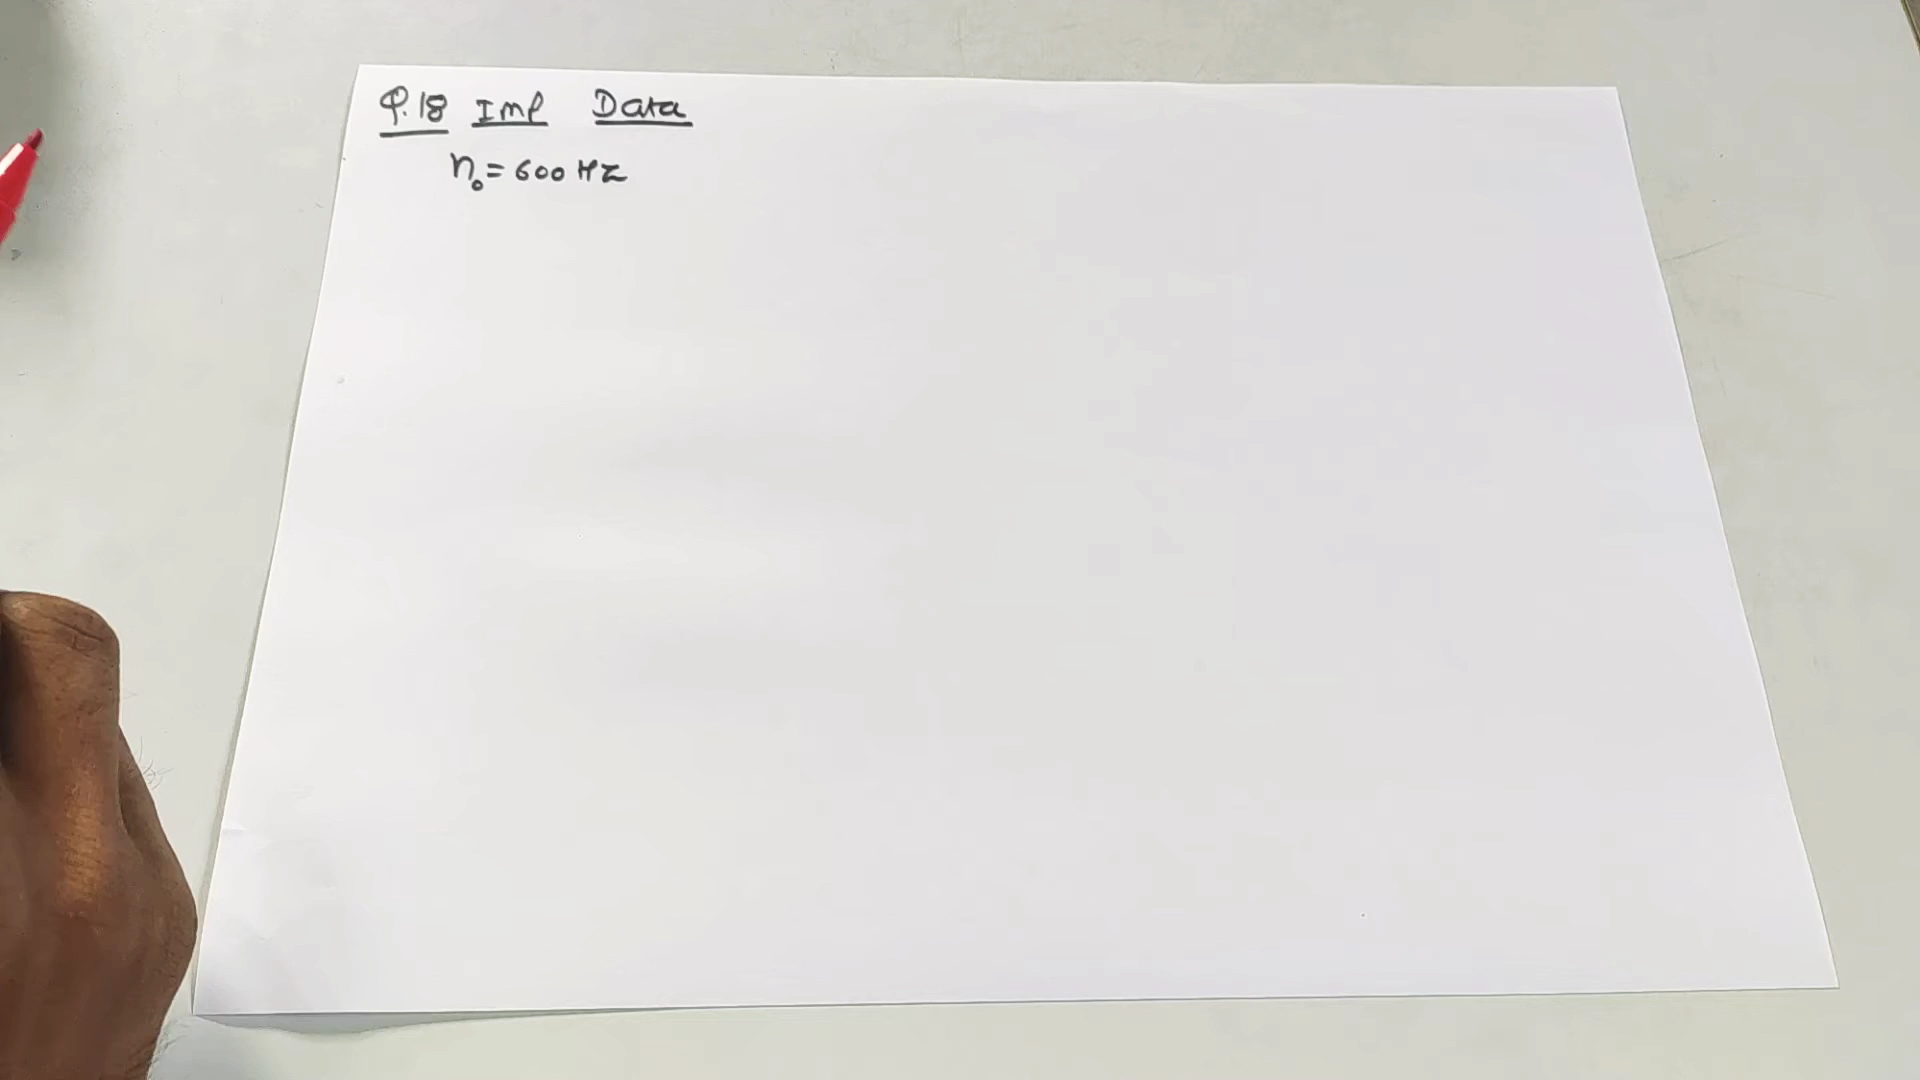 Q.18 Imp Data
n₀ = 600 Hz